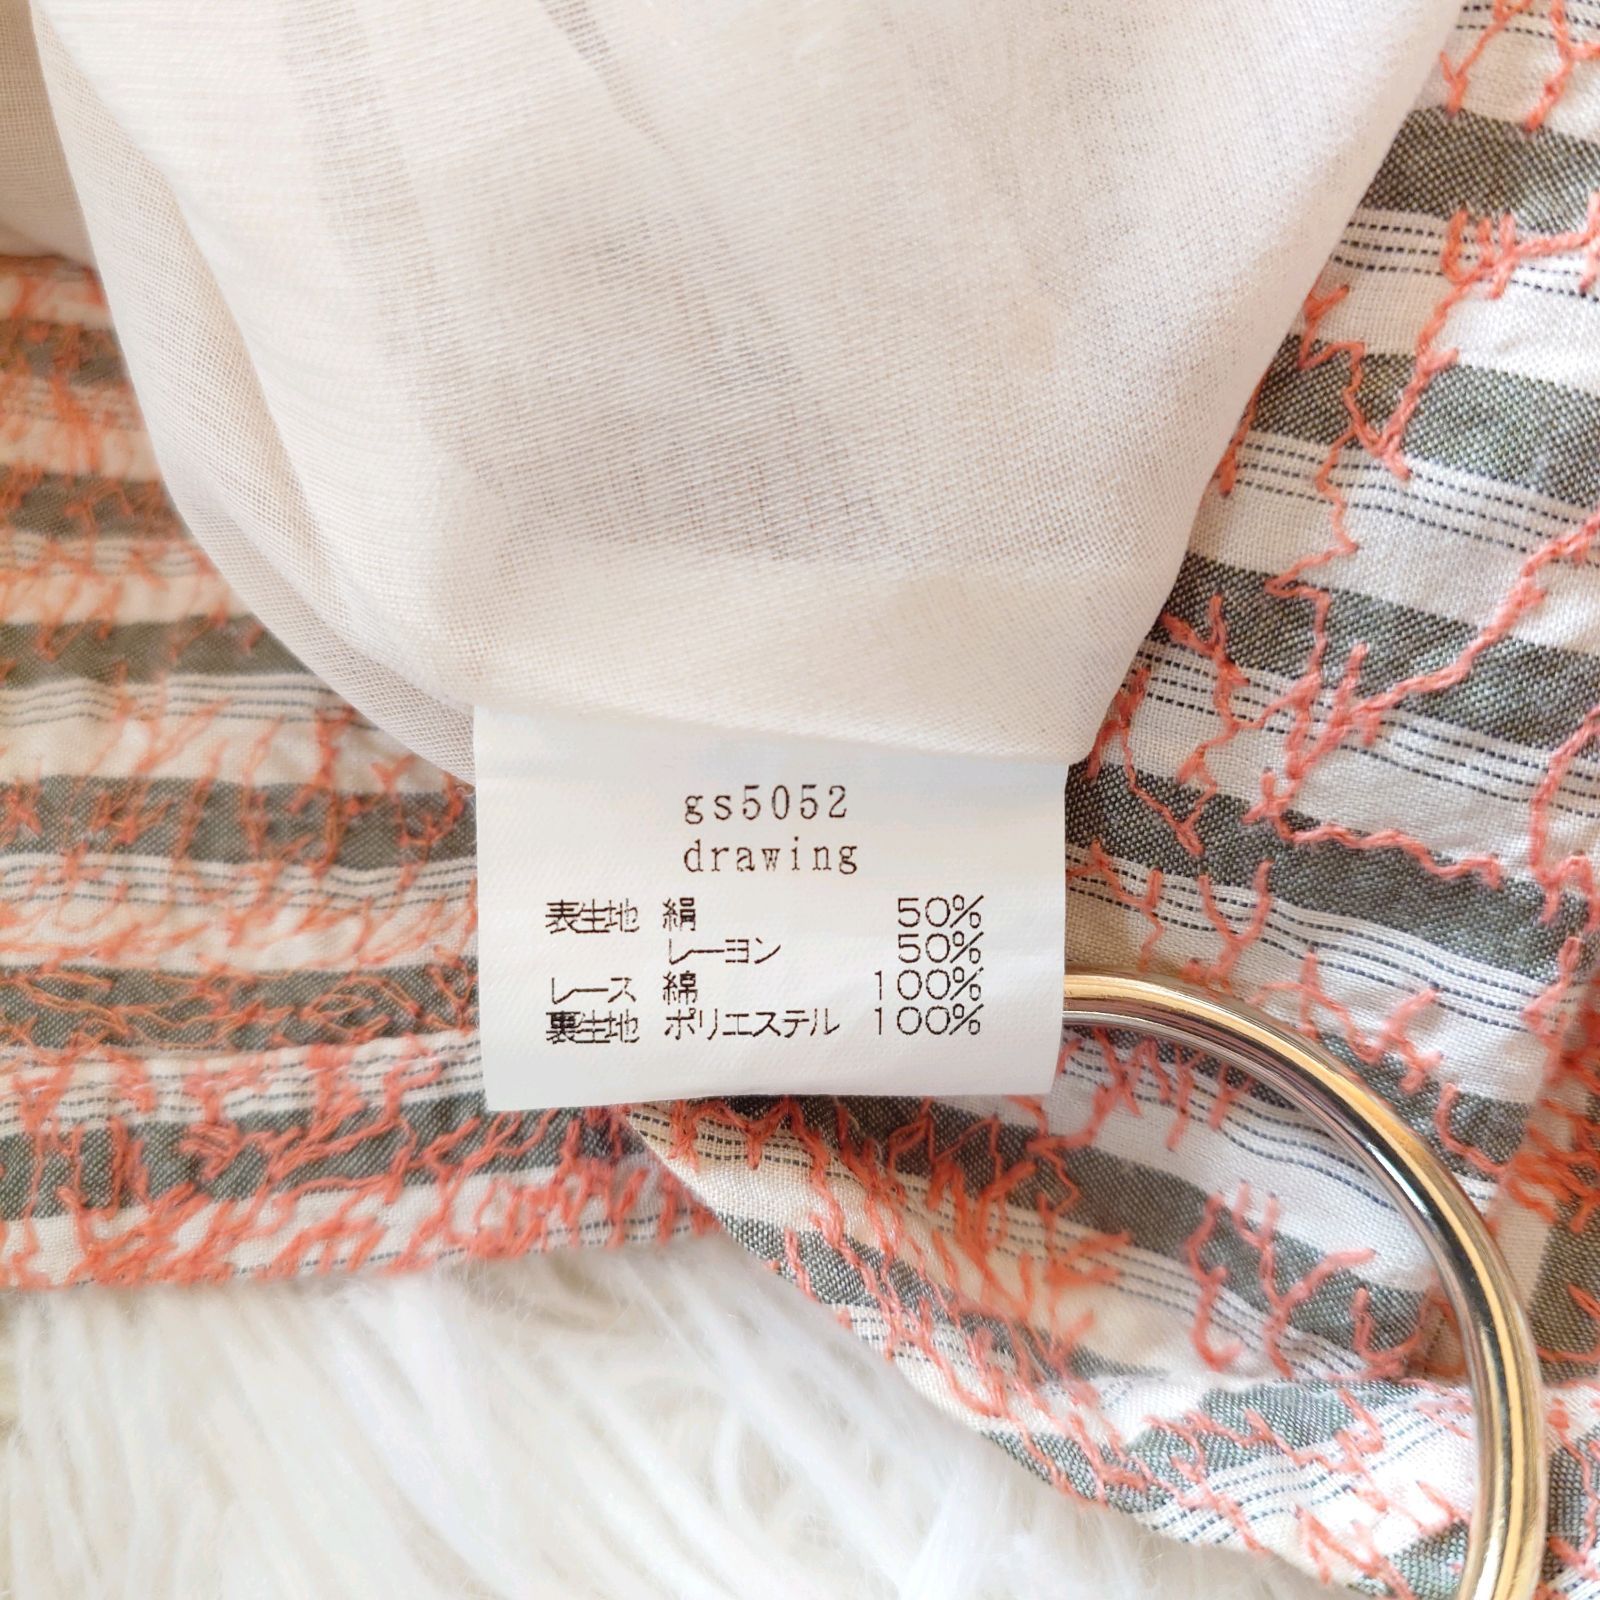 gs5052
drawing
表生地 絹 50%
レーヨン 50%
レース 綿 100%
裏生地 ポリエステル 100%